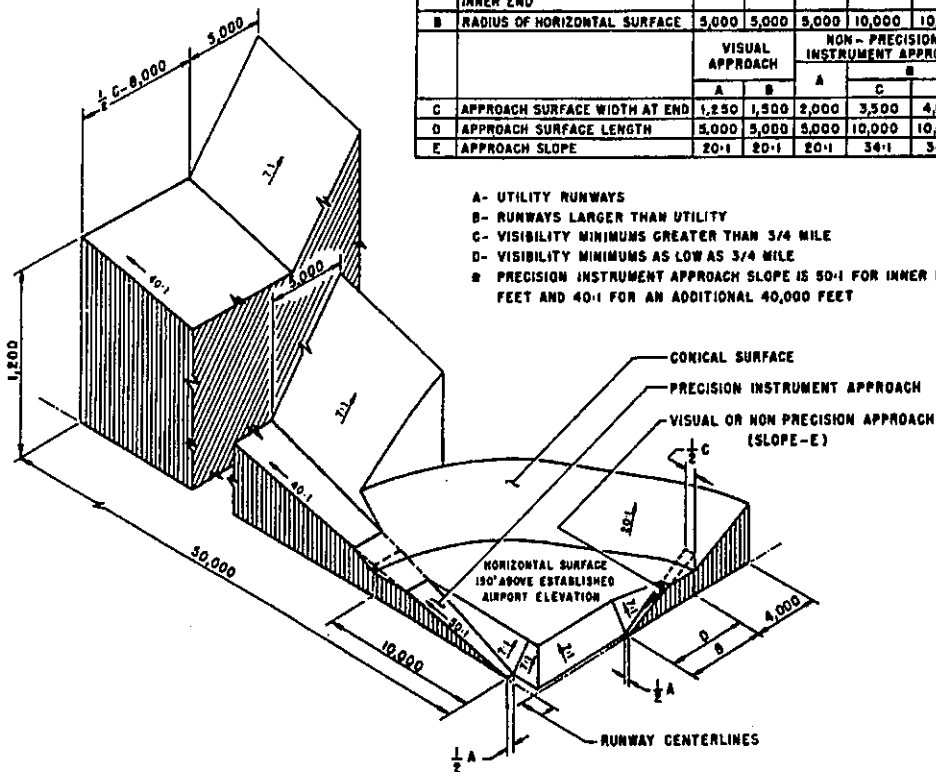 INNER END
B RADIUS OF HORIZONTAL SURFACE 5,000 5,000 5,000 10,000 10,
VISUAL APPROACH
NON-PRECISION
INSTRUMENT APPRO
A B A B
C
C APPROACH SURFACE WIDTH AT END 1,250 1,500 2,000 3,500 4,
D APPROACH SURFACE LENGTH 5,000 5,000 5,000 10,000 10,
E APPROACH SLOPE 20:1 20:1 20:1 34:1 3
A- UTILITY RUNWAYS
B- RUNWAYS LARGER THAN UTILITY
C- VISIBILITY MINIMUMS GREATER THAN 3/4 MILE
D- VISIBILITY MINIMUMS AS LOW AS 3/4 MILE
PRECISION INSTRUMENT APPROACH SLOPE IS 50:1 FOR INNER
FEET AND 40:1 FOR AN ADDITIONAL 40,000 FEET
5,000
½ C-8,000
7:1
40:1
5,000
1,200
7:1
CONICAL SURFACE
PRECISION INSTRUMENT APPROACH
VISUAL OR NON PRECISION APPROACH
(SLOPE-E)
½ C
40:1
20:1
HORIZONTAL SURFACE
150' ABOVE ESTABLISHED
AIRPORT ELEVATION
50,000
50:1
7:1
7:1
7:1
7:1
10,000
D
B
4,000
½ A
½ A
RUNWAY CENTERLINES